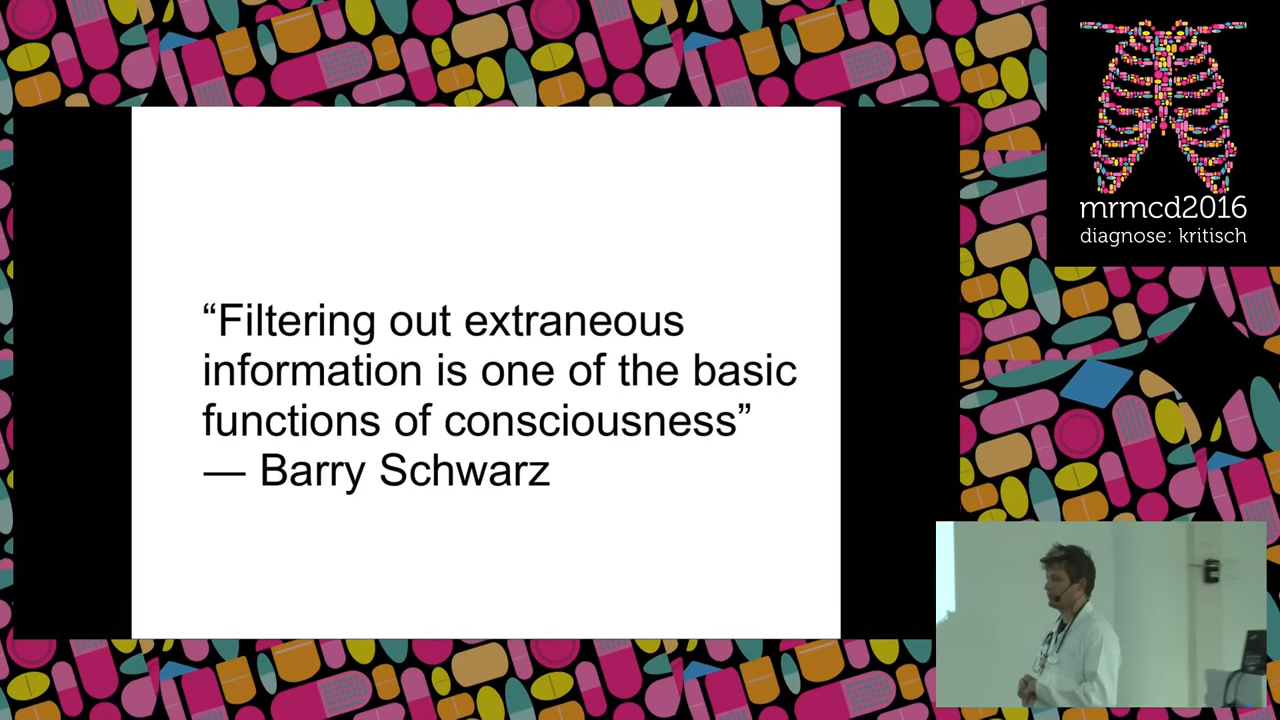 “Filtering out extraneous
information is one of the basic
functions of consciousness”
— Barry Schwarz
mrmcd2016
diagnose: kritisch